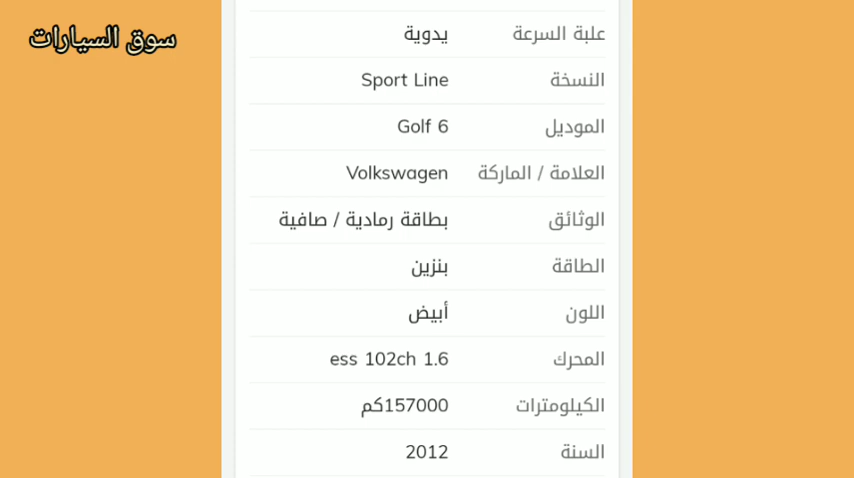 سوق السيارات
علبة السرعة يدوية
النسخة Sport Line
الموديل Golf 6
العلامة / الماركة Volkswagen
الوثائق بطاقة رمادية / صافية
الطاقة بنزين
اللون أبيض
المحرك 1.6 ess 102ch
الكيلومترات 157000كم
السنة 2012